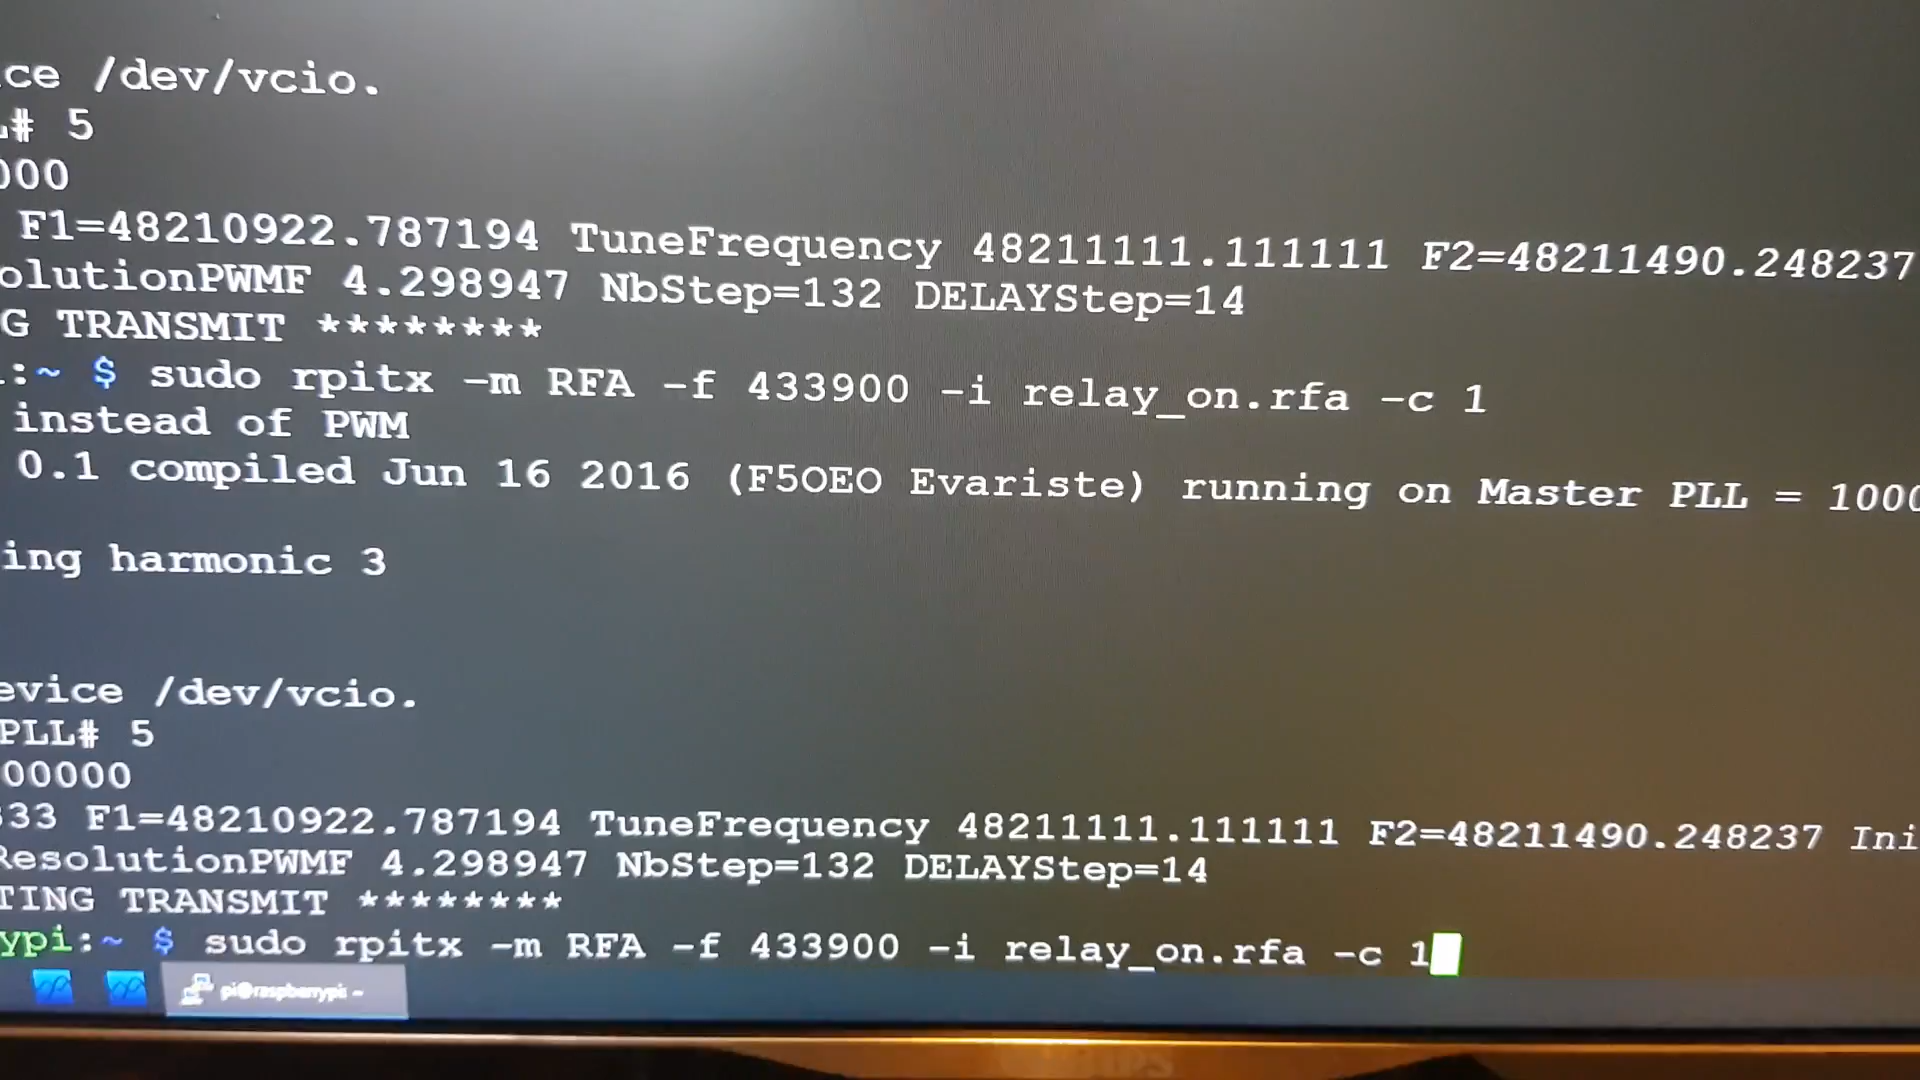 ce /dev/vcio.
L# 5
000
F1=48210922.787194 TuneFrequency 48211111.111111 F2=48211490.248237
olutionPWMF 4.298947 NbStep=132 DELAYStep=14
G TRANSMIT ********
:~ $ sudo rpitx -m RFA -f 433900 -i relay_on.rfa -c 1
instead of PWM
0.1 compiled Jun 16 2016 (F5OEO Evariste) running on Master PLL = 1000
ing harmonic 3
evice /dev/vcio.
PLL# 5
00000
333 F1=48210922.787194 TuneFrequency 48211111.111111 F2=48211490.248237 Ini
ResolutionPWMF 4.298947 NbStep=132 DELAYStep=14
TING TRANSMIT ********
ypi:~ $ sudo rpitx -m RFA -f 433900 -i relay_on.rfa -c 1
pi@raspberrypi: ~